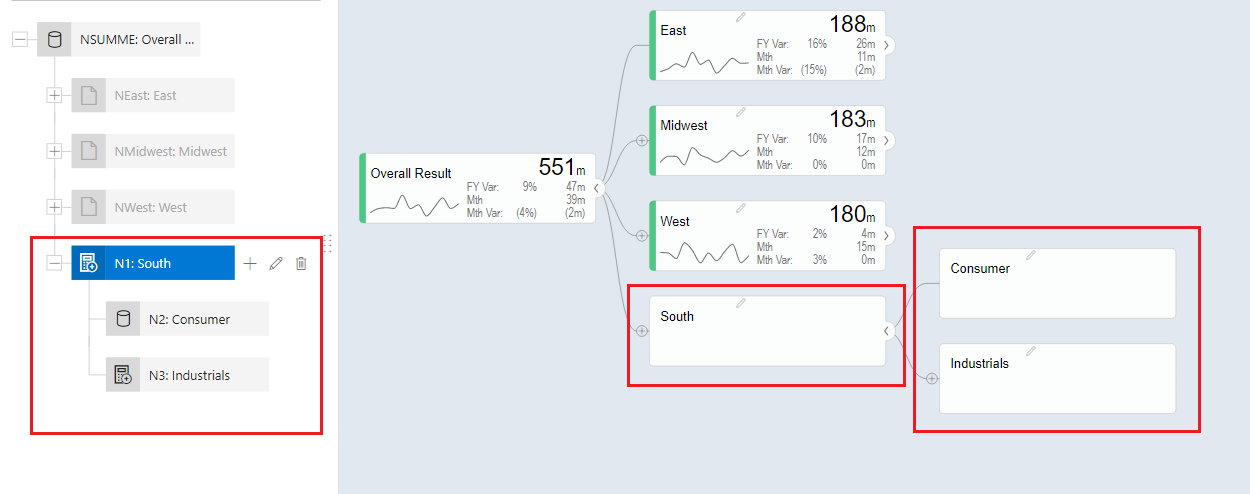 NSUMME: Overall ...
NEast: East
NMidwest: Midwest
NWest: West
N1: South
N2: Consumer
N3: Industrials
Overall Result
551m
FY Var: 9% 47m
Mth 39m
Mth Var: (4%) (2m)
East
188m
FY Var: 16% 26m
Mth 11m
Mth Var: (15%) (2m)
Midwest
183m
FY Var: 10% 17m
Mth 12m
Mth Var: 0% 0m
West
180m
FY Var: 2% 4m
Mth 15m
Mth Var: 3% 0m
South
Consumer
Industrials